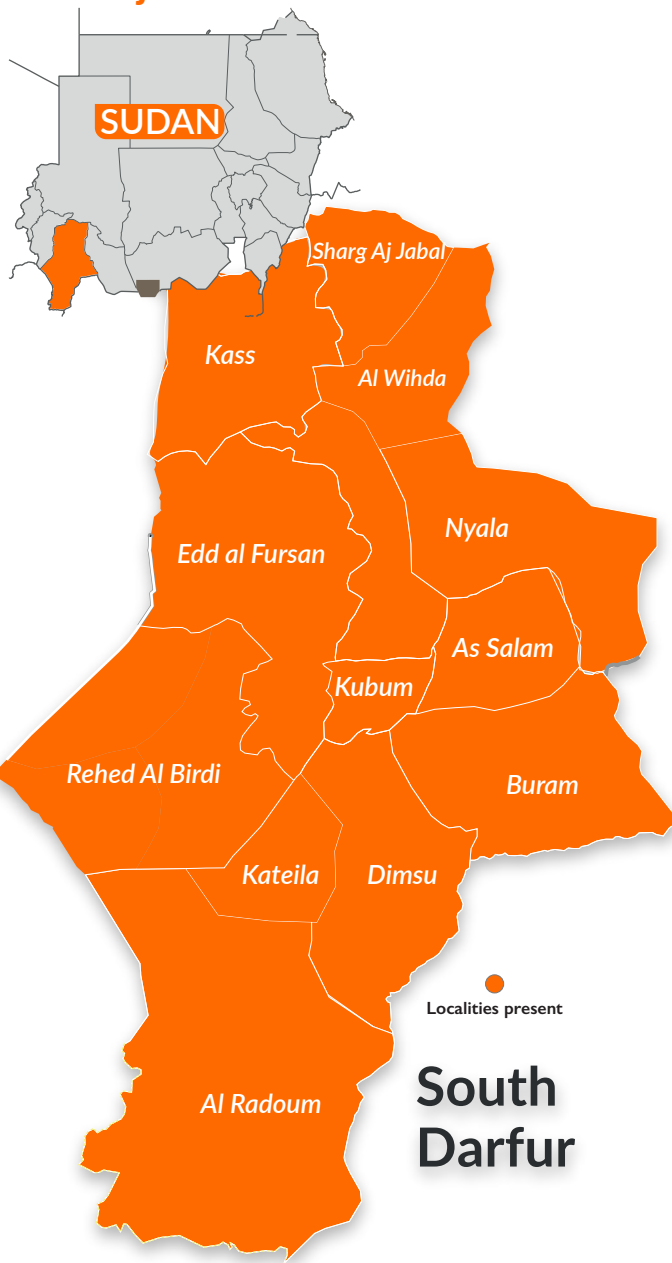 SUDAN
Sharg Aj Jabal
Kass
Al Wihda
Nyala
Edd al Fursan
As Salam
Kubum
Rehed Al Birdi
Buram
Kateila
Dimsu
Localities present
South
Darfur
Al Radoum